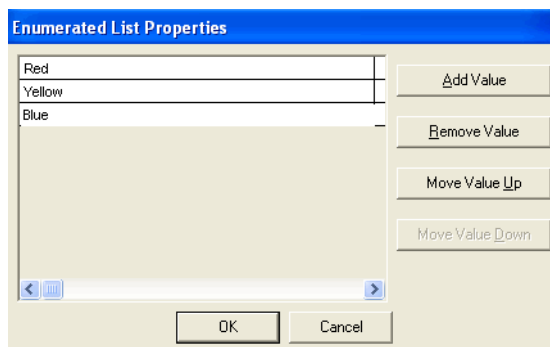 Enumerated List Properties
Red
Yellow
Blue
Add Value
Remove Value
Move Value Up
Move Value Down
OK
Cancel